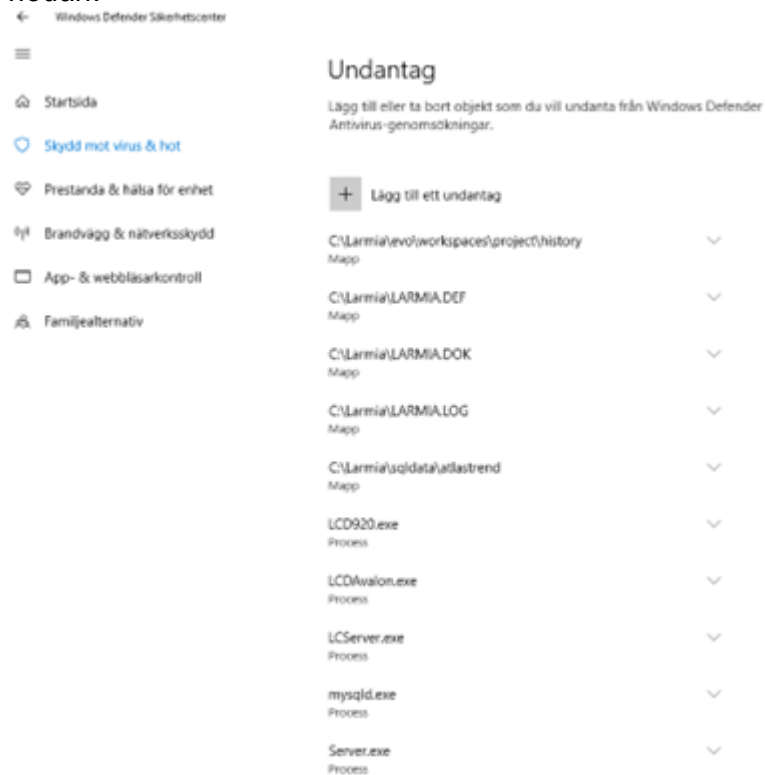 Windows Defender Säkerhetscenter
Startsida
Skydd mot virus & hot
Prestanda & hälsa för enhet
Brandvägg & nätverksskydd
App- & webbläsarkontroll
Familjealternativ
Undantag
Lägg till eller ta bort objekt som du vill undanta från Windows Defender
Antivirus-genomsökningar.
Lägg till ett undantag
C:\Larmia\evo\workspaces\project\history
Mapp
C:\Larmia\LARMIA.DEF
Mapp
C:\Larmia\LARMIA.DOK
Mapp
C:\Larmia\LARMIA.LOG
Mapp
C:\Larmia\sqldata\atlastrend
Mapp
LCD920.exe
Process
LCDAvalon.exe
Process
LCServer.exe
Process
mysqld.exe
Process
Server.exe
Process